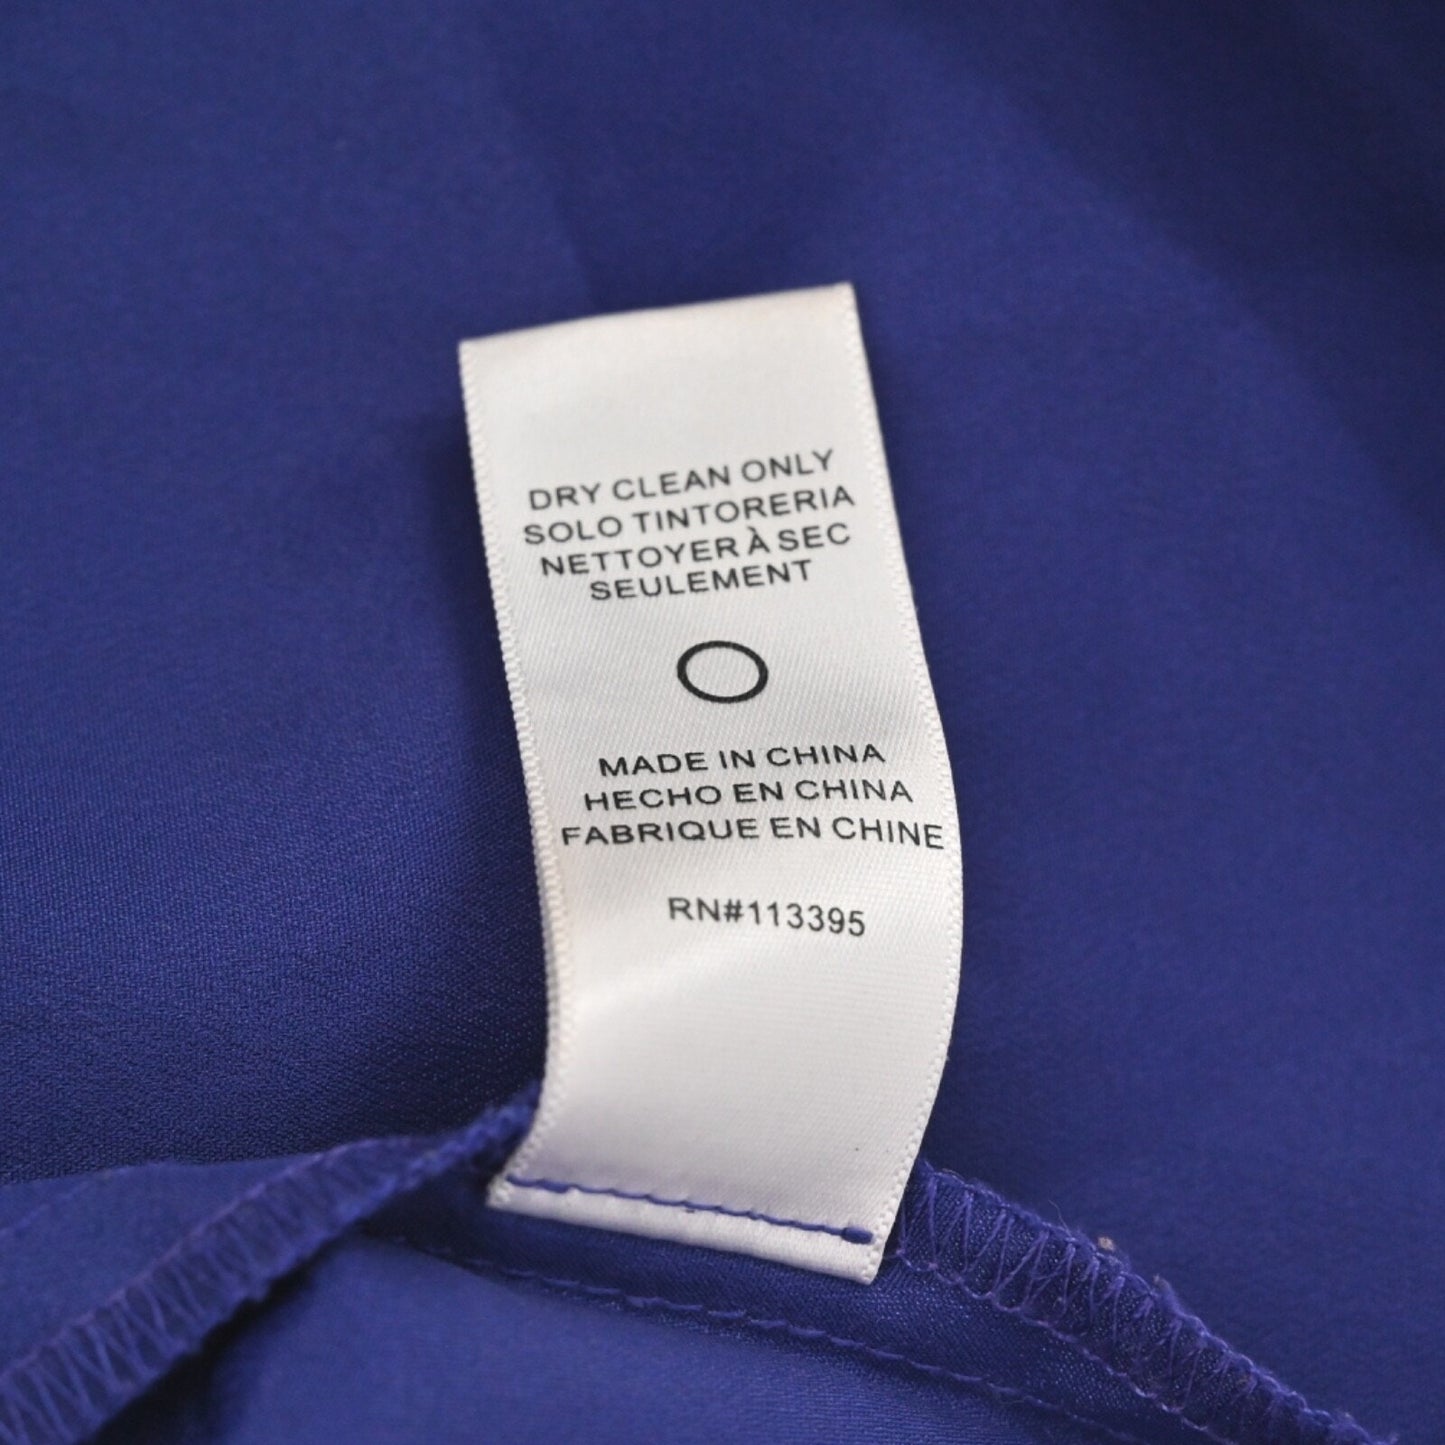 DRY CLEAN ONLY
SOLO TINTORERIA
NETTOYER À SEC
SEULEMENT
MADE IN CHINA
HECHO EN CHINA
FABRIQUE EN CHINE
RN#113395